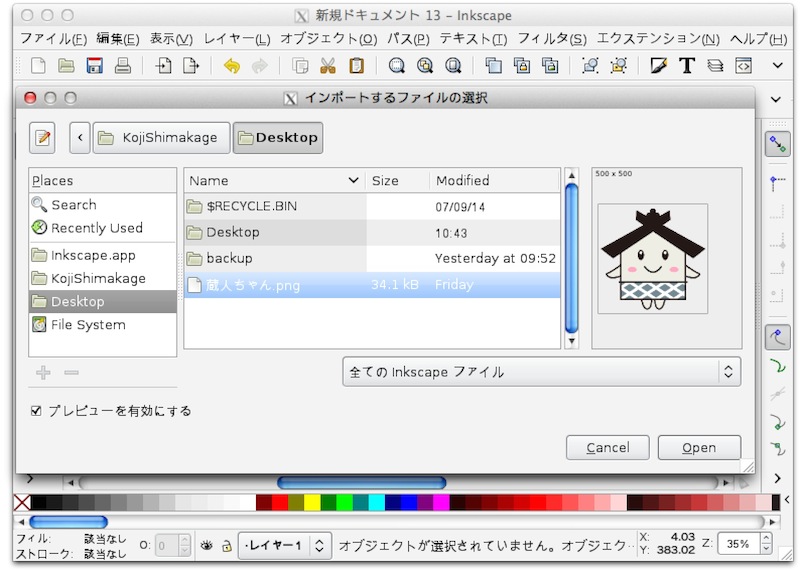 新規ドキュメント 13 - Inkscape
ファイル(F) 編集(E) 表示(V) レイヤー(L) オブジェクト(O) パス(P) テキスト(T) フィルタ(S) エクステンション(N) ヘルプ(H)
インポートするファイルの選択
KojiShimakage Desktop
Places
Search
Recently Used
Inkscape.app
KojiShimakage
Desktop
File System
Name Size Modified
$RECYCLE.BIN 07/09/14
Desktop 10:43
backup Yesterday at 09:52
蔵人ちゃん.png 34.1 kB Friday
500 x 500
全ての Inkscape ファイル
プレビューを有効にする
Cancel Open
フィル: 該当なし
ストローク: 該当なし
O: 0
·レイヤー1
オブジェクトが選択されていません。オブジェク…
X: 4.03
Y: 383.02
Z: 35%